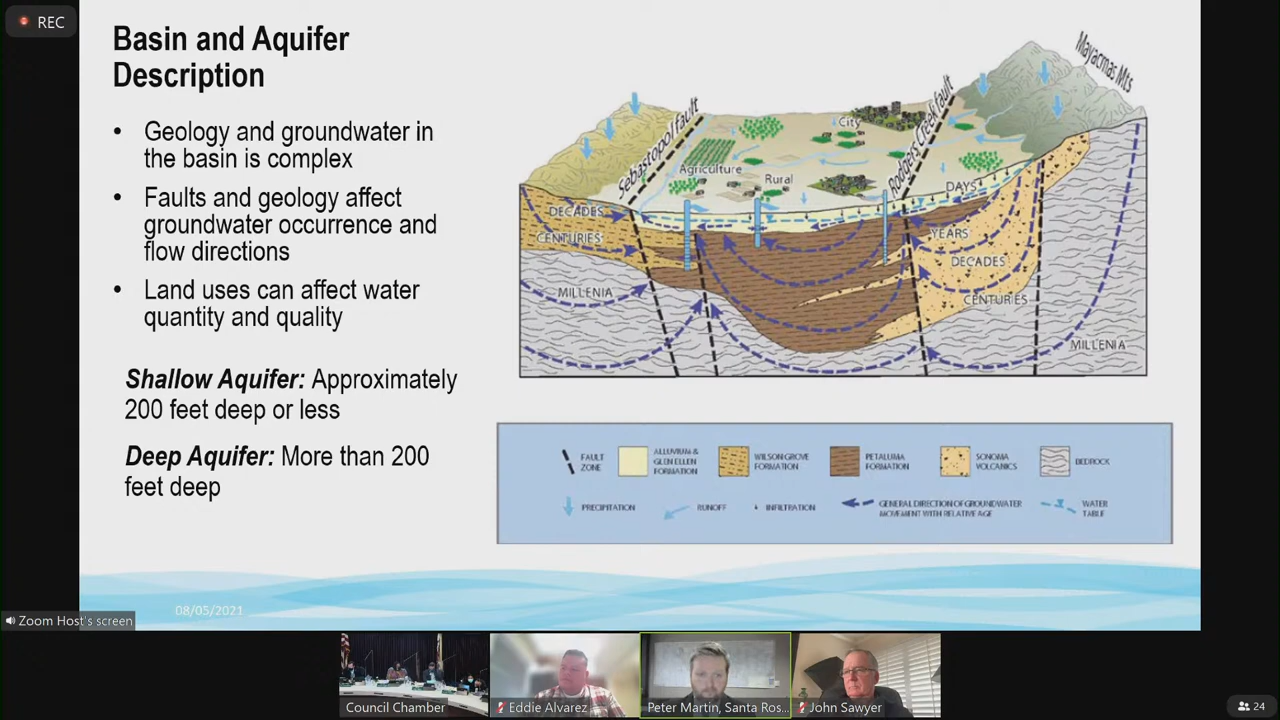 REC
Basin and Aquifer
Description
• Geology and groundwater in
the basin is complex
• Faults and geology affect
groundwater occurrence and
flow directions
• Land uses can affect water
quantity and quality
Shallow Aquifer: Approximately
200 feet deep or less
Deep Aquifer: More than 200
feet deep
Mayacmas Mts
Sebastopol fault
City
Rodgers Creek fault
Agriculture
Rural
DAYS
DECADES
YEARS
CENTURIES
DECADES
MILLENIA
CENTURIES
MILLENIA
FAULT
ZONE
ALLUVIUM &
GLEN ELLEN
FORMATION
WILSON GROVE
FORMATION
PETALUMA
FORMATION
SONOMA
VOLCANICS
BEDROCK
PRECIPITATION
RUNOFF
INFILTRATION
GENERAL DIRECTION OF GROUNDWATER
MOVEMENT WITH RELATIVE AGE
WATER
TABLE
08/05/2021
Zoom Host's screen
Council Chamber
Eddie Alvarez
Peter Martin, Santa Ros...
John Sawyer
24